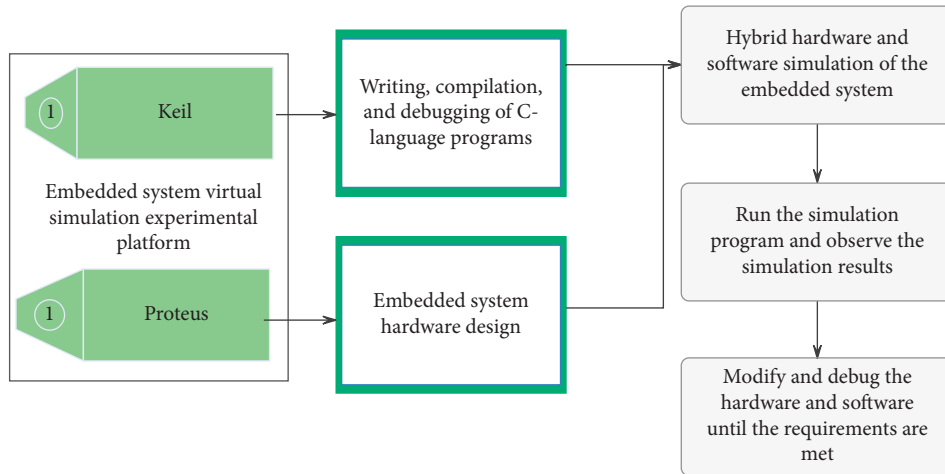 1
Keil
Embedded system virtual
simulation experimental
platform
1
Proteus
Writing, compilation,
and debugging of C-
language programs
Embedded system
hardware design
Hybrid hardware and
software simulation of the
embedded system
Run the simulation
program and observe the
simulation results
Modify and debug the
hardware and software
until the requirements are
met